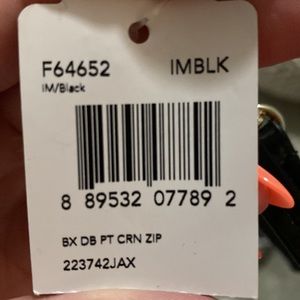 F64652 IMBLK
IM/Black
8 89532 07789 2
BX DB PT CRN ZIP
223742JAX